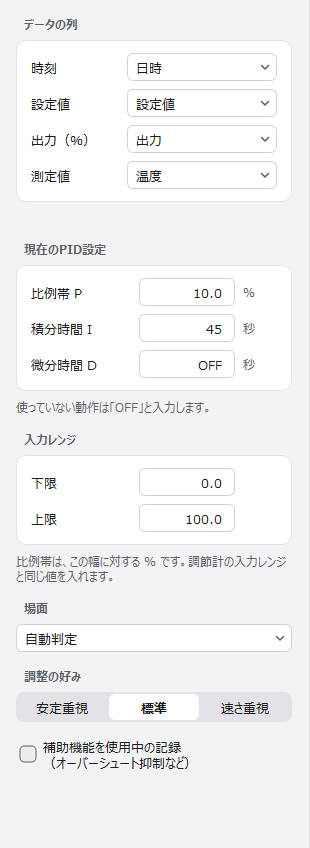 データの列
時刻 日時
設定値 設定値
出力（%） 出力
測定値 温度
現在のPID設定
比例帯 P 10.0 %
積分時間 I 45 秒
微分時間 D OFF 秒
使っていない動作は「OFF」と入力します。
入力レンジ
下限 0.0
上限 100.0
比例帯は、この幅に対する % です。調節計の入力レンジ
と同じ値を入れます。
場面
自動判定
調整の好み
安定重視 標準 速さ重視
補助機能を使用中の記録
（オーバーシュート抑制など）